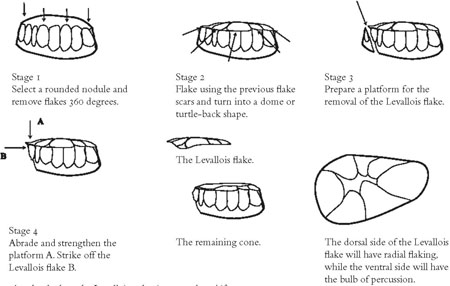 Stage 1
Select a rounded nodule and
remove flakes 360 degrees.
Stage 2
Flake using the previous flake
scars and turn into a dome or
turtle-back shape.
Stage 3
Prepare a platform for the
removal of the Levallois flake.
A
B
Stage 4
Abrade and strengthen the
platform A. Strike off the
Levallois flake B.
The Levallois flake.
The remaining cone.
The dorsal side of the Levallois
flake will have radial flaking,
while the ventral side will have
the bulb of percussion.